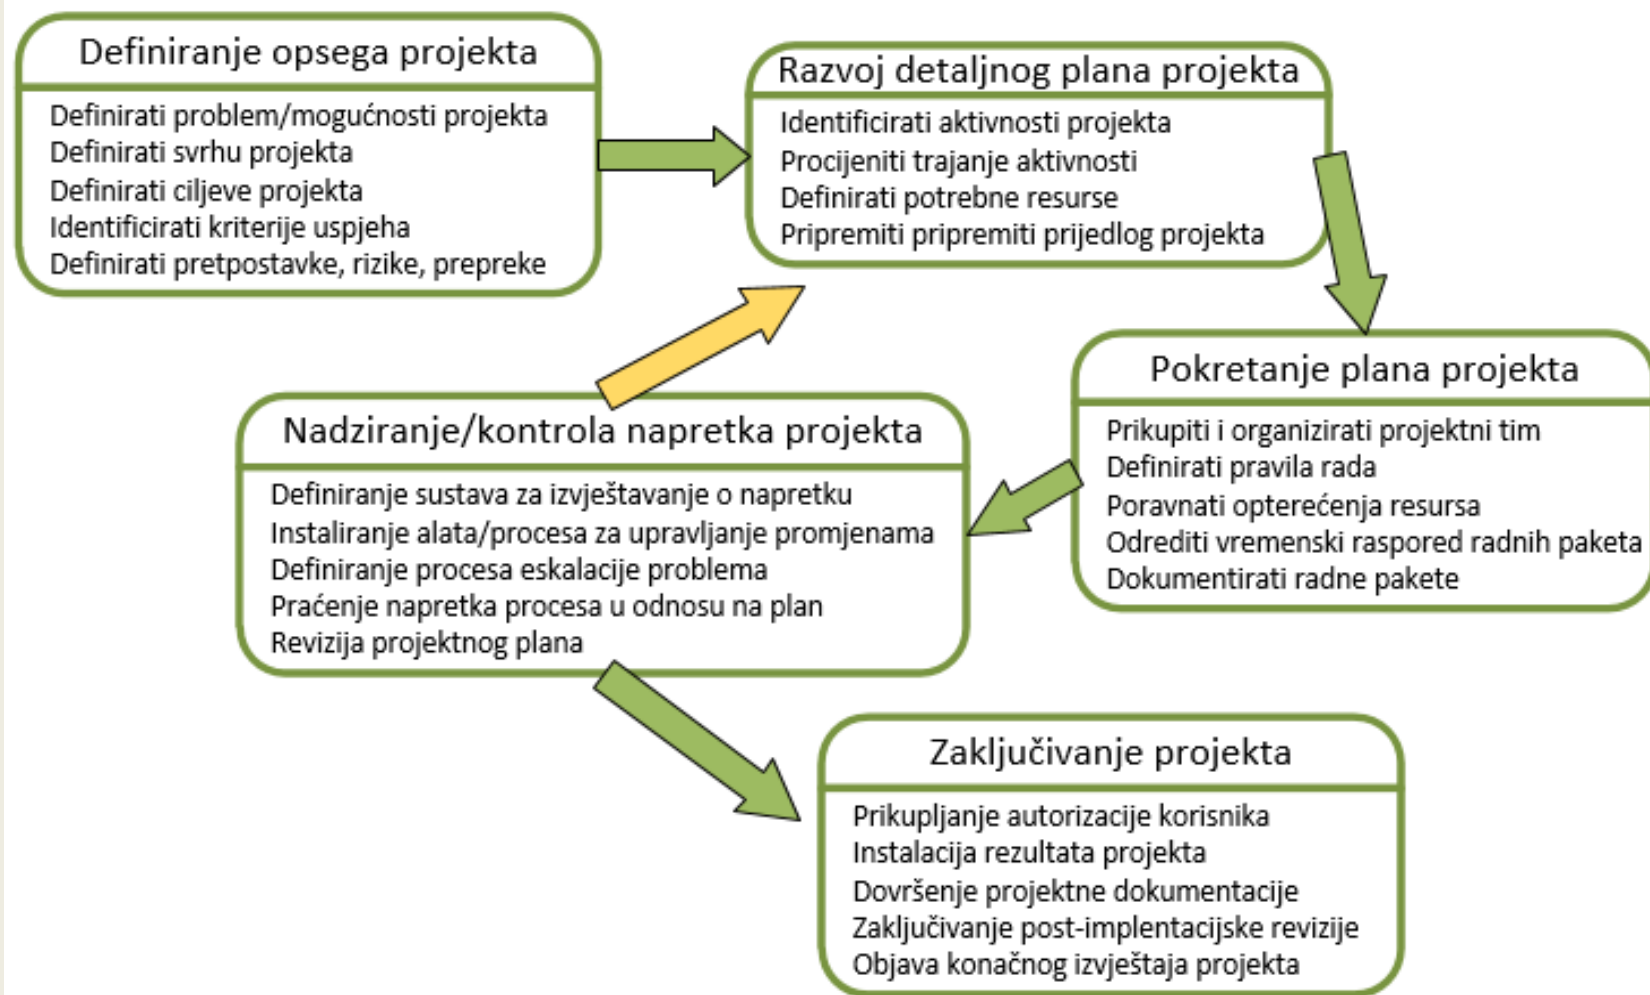 Definiranje opsega projekta
Definirati problem/mogućnosti projekta
Definirati svrhu projekta
Definirati ciljeve projekta
Identificirati kriterije uspjeha
Definirati pretpostavke, rizike, prepreke
Razvoj detaljnog plana projekta
Identificirati aktivnosti projekta
Procijeniti trajanje aktivnosti
Definirati potrebne resurse
Pripremiti pripremiti prijedlog projekta
Pokretanje plana projekta
Prikupiti i organizirati projektni tim
Definirati pravila rada
Poravnati opterećenja resursa
Odrediti vremenski raspored radnih paketa
Dokumentirati radne pakete
Nadziranje/kontrola napretka projekta
Definiranje sustava za izvještavanje o napretku
Instaliranje alata/procesa za upravljanje promjenama
Definiranje procesa eskalacije problema
Praćenje napretka procesa u odnosu na plan
Revizija projektnog plana
Zaključivanje projekta
Prikupljanje autorizacije korisnika
Instalacija rezultata projekta
Dovršenje projektne dokumentacije
Zaključivanje post-implentacijske revizije
Objava konačnog izvještaja projekta